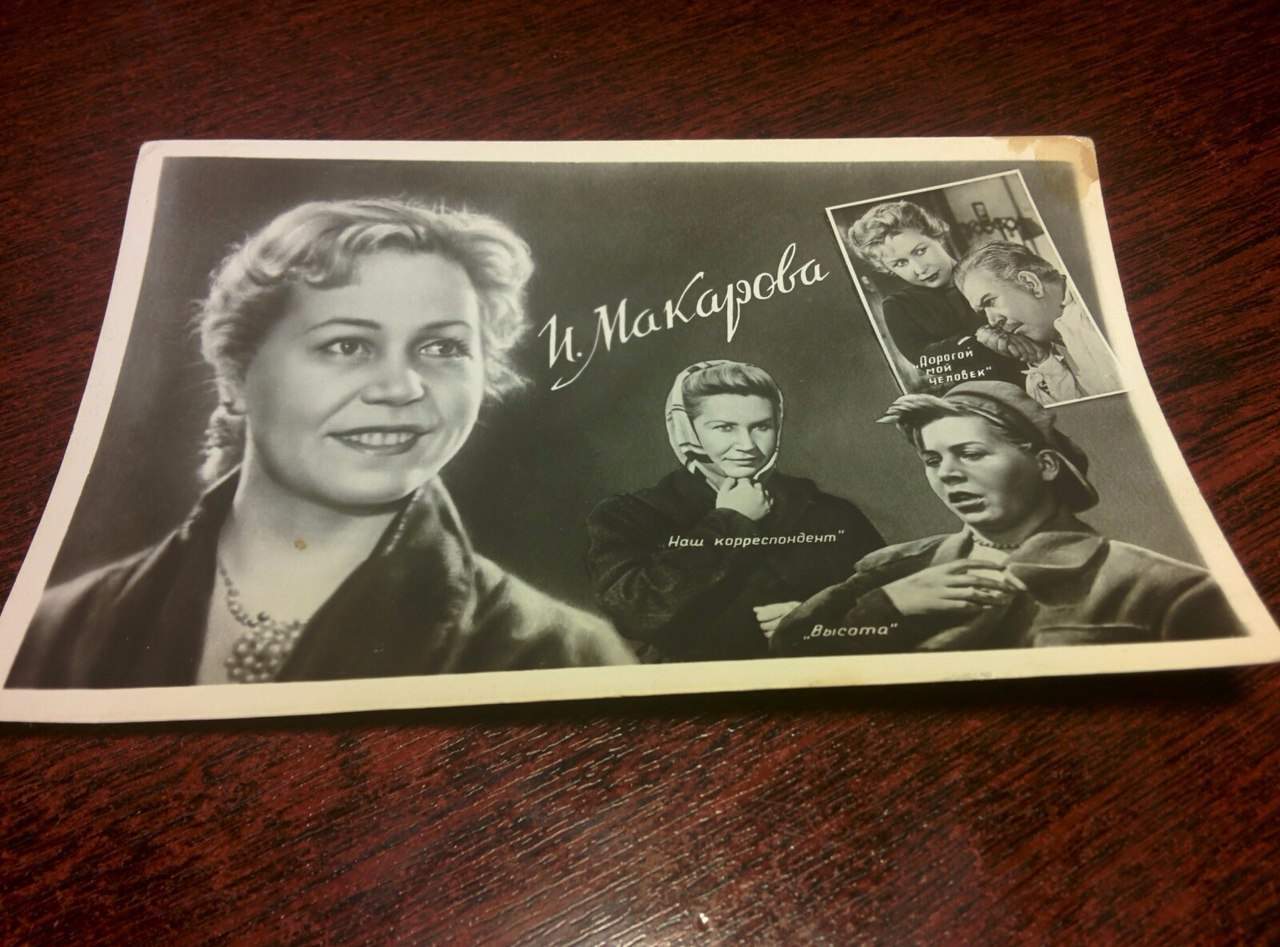 И. Макарова
„Дорогой
мой
человек“
Наш корреспондент“
„Высота“